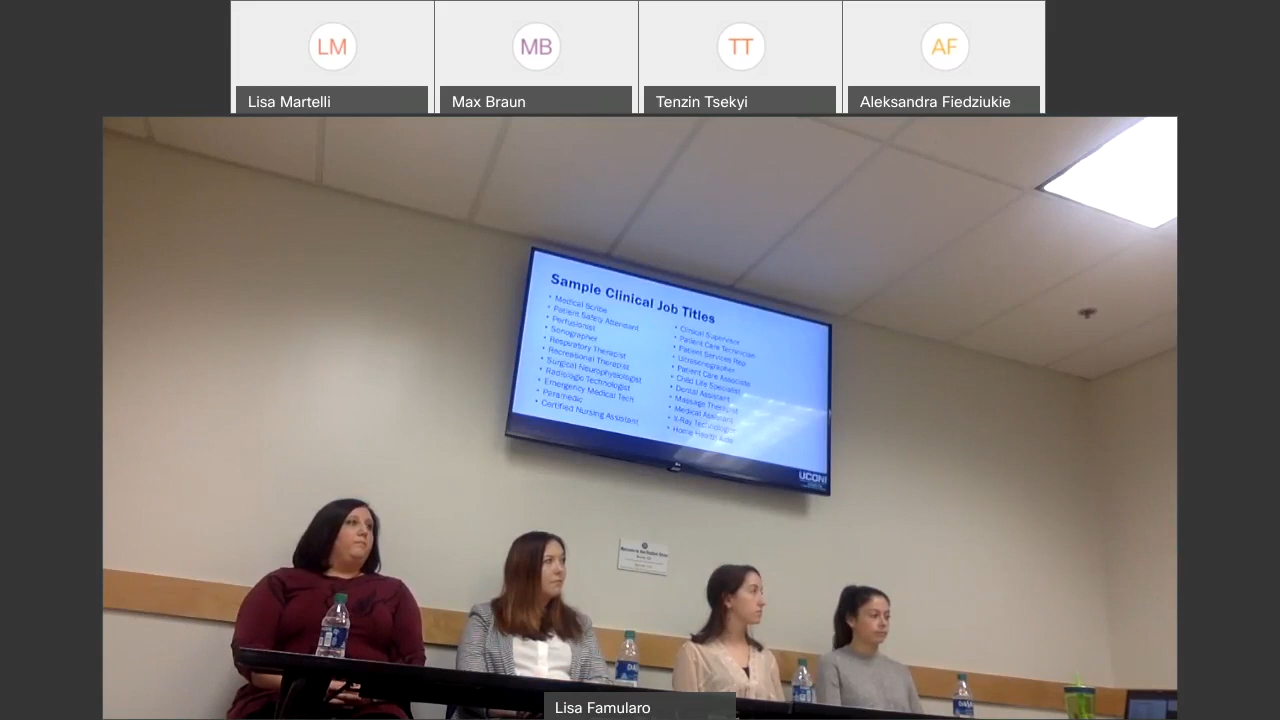 LM
MB
TT
AF
Lisa Martelli
Max Braun
Tenzin Tsekyi
Aleksandra Fiedziukie
Sample Clinical Job Titles
• Medical Scribe
• Patient Safety Attendant
• Perfusionist
• Sonographer
• Respiratory Therapist
• Recreational Therapist
• Surgical Neurophysiologist
• Radiologic Technologist
• Emergency Medical Tech
• Paramedic
• Certified Nursing Assistant
• Clinical Supervisor
• Patient Care Technician
• Patient Services Rep
• Ultrasonographer
• Patient Care Associate
• Child Life Specialist
• Dental Assistant
• Massage Therapist
• Medical Assistant
• X-Ray Technologist
• Home Health Aide
UCONN
Lisa Famularo